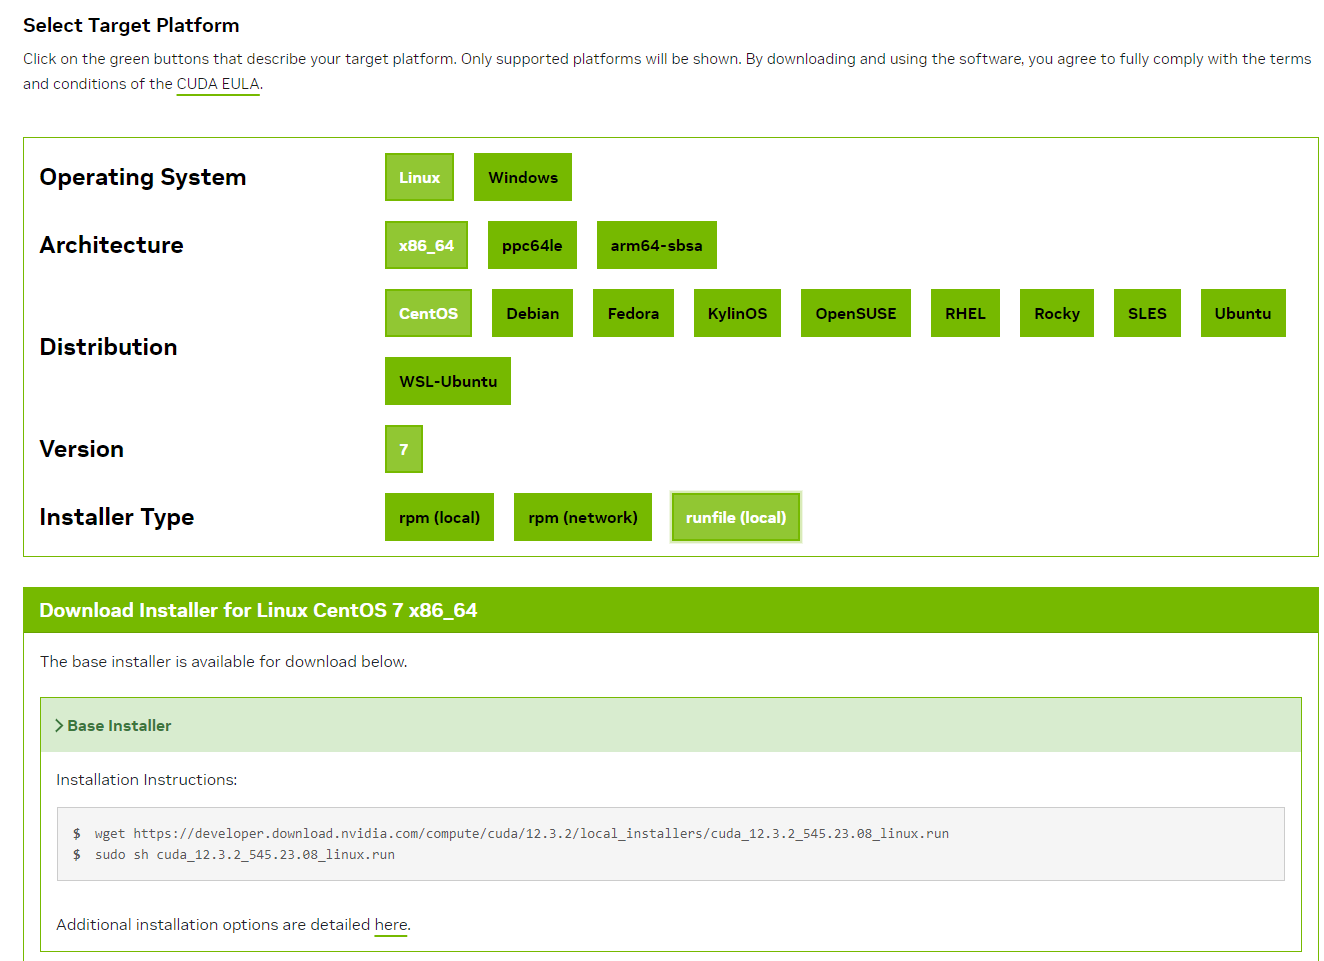 Select Target Platform
Click on the green buttons that describe your target platform. Only supported platforms will be shown. By downloading and using the software, you agree to fully comply with the terms
and conditions of the CUDA EULA.
Operating System Linux Windows
Architecture x86_64 ppc64le arm64-sbsa
Distribution CentOS Debian Fedora KylinOS OpenSUSE RHEL Rocky SLES Ubuntu
WSL-Ubuntu
Version 7
Installer Type rpm (local) rpm (network) runfile (local)
Download Installer for Linux CentOS 7 x86_64
The base installer is available for download below.
Base Installer
Installation Instructions:
$ wget https://developer.download.nvidia.com/compute/cuda/12.3.2/local_installers/cuda_12.3.2_545.23.08_linux.run
$ sudo sh cuda_12.3.2_545.23.08_linux.run
Additional installation options are detailed here.